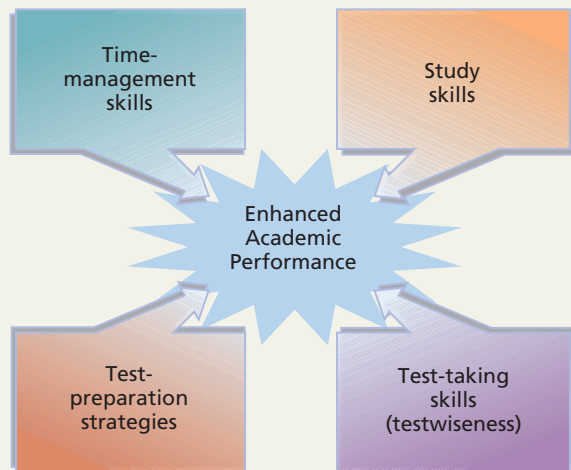 Time-
management
skills
Study
skills
Enhanced
Academic
Performance
Test-
preparation
strategies
Test-taking
skills
(testwiseness)